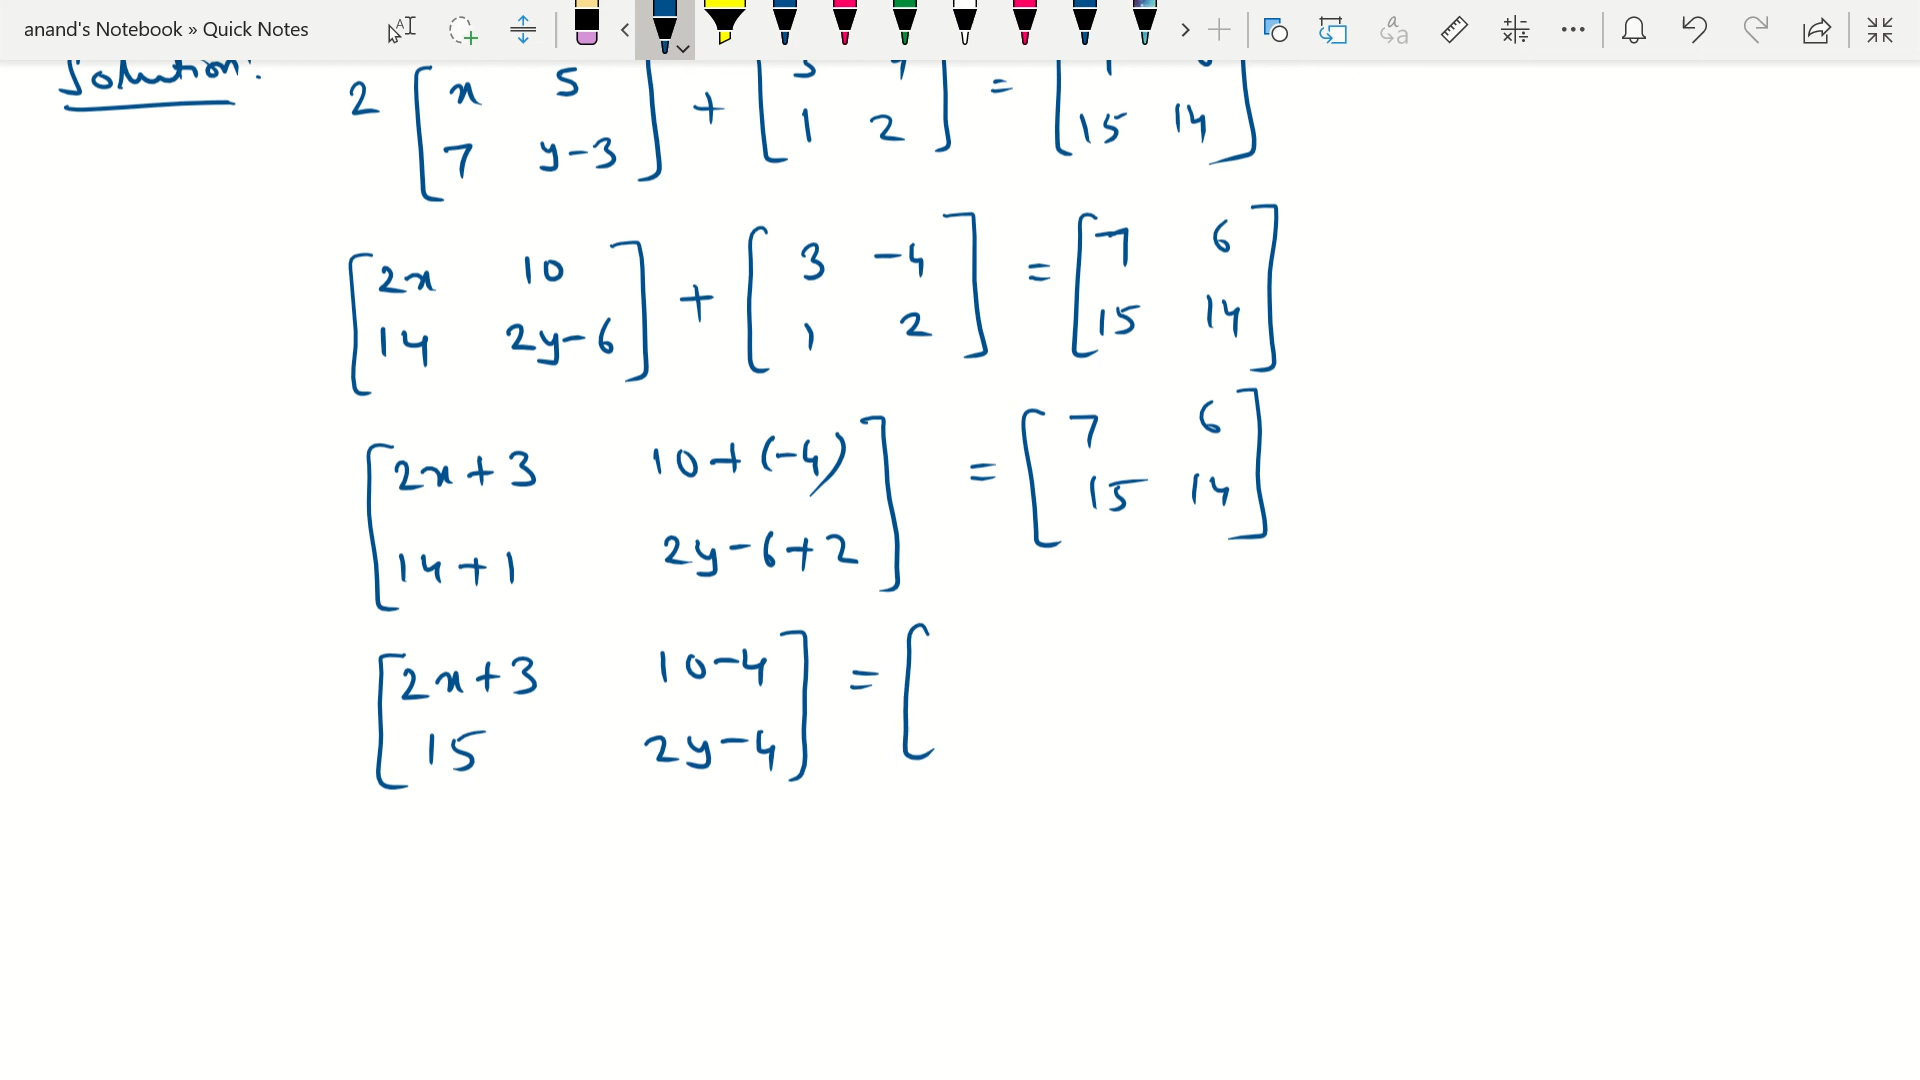 anand's Notebook » Quick Notes
Solution:
2 [ x 5 ] + [ 3 ] = [ ]
[ 7 y-3 ] [ 1 2 ] [ 15 14 ]
[ 2x 10 ] + [ 3 -4 ] = [ 7 6 ]
[ 14 2y-6 ] [ 1 2 ] [ 15 14 ]
[ 2x+3 10+(-4) ] = [ 7 6 ]
[ 14+1 2y-6+2 ] [ 15 14 ]
[ 2x+3 10-4 ] = [
[ 15 2y-4 ]